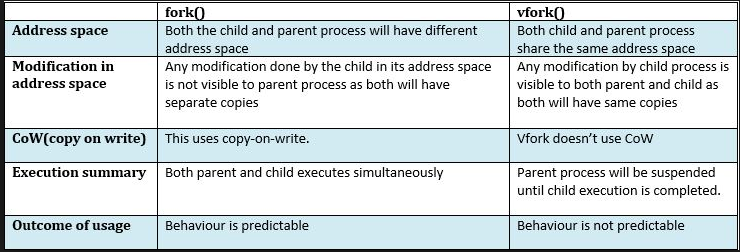 fork()
vfork()
Address space
Both the child and parent process will have different
address space
Both child and parent process
share the same address space
Modification in
address space
Any modification done by the child in its address space
is not visible to parent process as both will have
separate copies
Any modification by child process is
visible to both parent and child as
both will have same copies
CoW(copy on write)
This uses copy-on-write.
Vfork doesn't use CoW
Execution summary
Both parent and child executes simultaneously
Parent process will be suspended
until child execution is completed.
Outcome of usage
Behaviour is predictable
Behaviour is not predictable